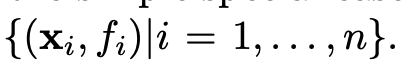 {(𝐱ᵢ, fᵢ)|i = 1, . . . , n}.